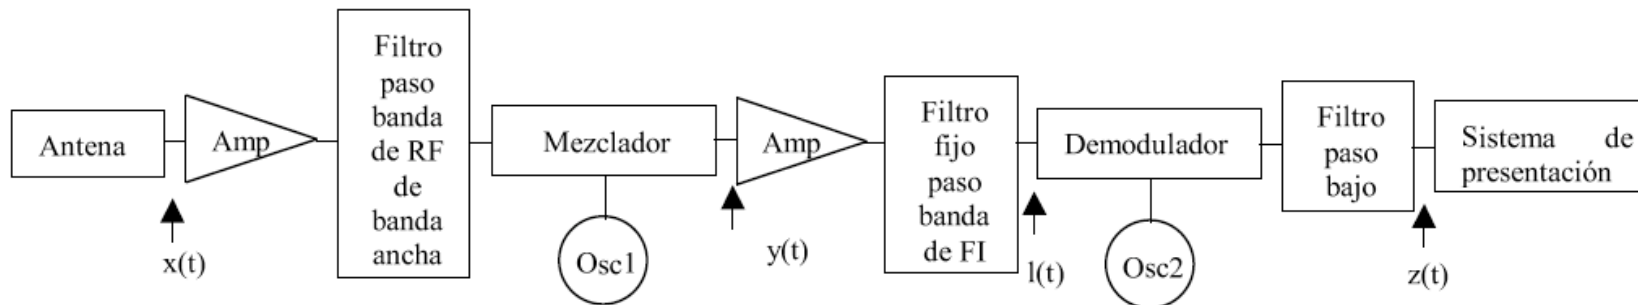 Antena
x(t)
Amp
Filtro
paso
banda
de RF
de
banda
ancha
Mezclador
Osc1
y(t)
Amp
Filtro
fijo
paso
banda
de FI
l(t)
Demodulador
Osc2
Filtro
paso
bajo
z(t)
Sistema de
presentación